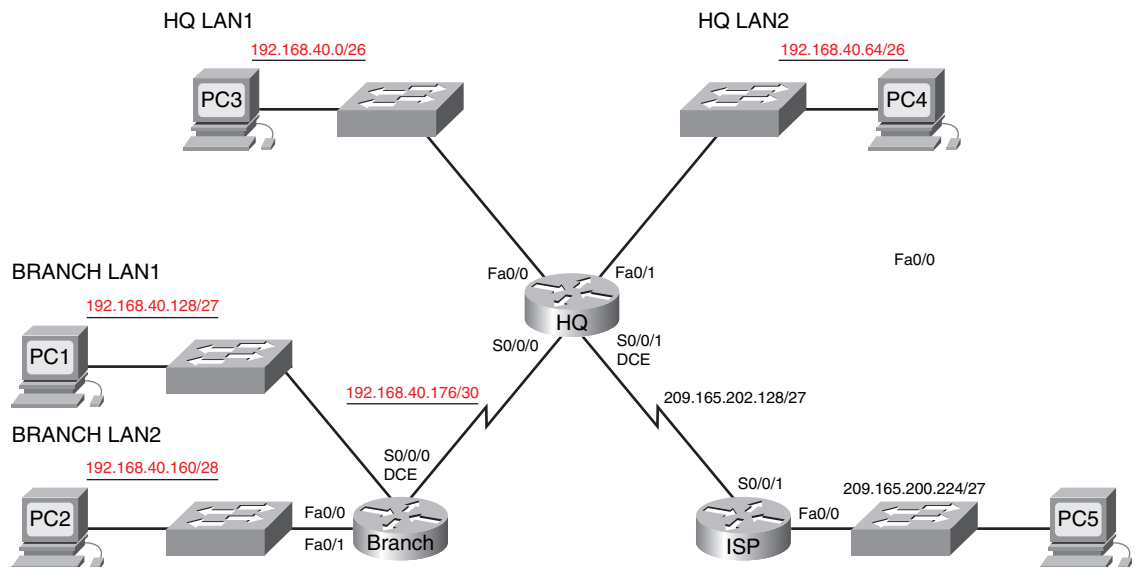 HQ LAN1
HQ LAN2
192.168.40.0/26
192.168.40.64/26
PC3
PC4
Fa0/0
Fa0/1
Fa0/0
HQ
BRANCH LAN1
192.168.40.128/27
S0/0/0
S0/0/1
DCE
PC1
192.168.40.176/30
209.165.202.128/27
BRANCH LAN2
192.168.40.160/28
S0/0/0
DCE
S0/0/1
209.165.200.224/27
PC2
Fa0/0
Fa0/1
Branch
Fa0/0
ISP
PC5